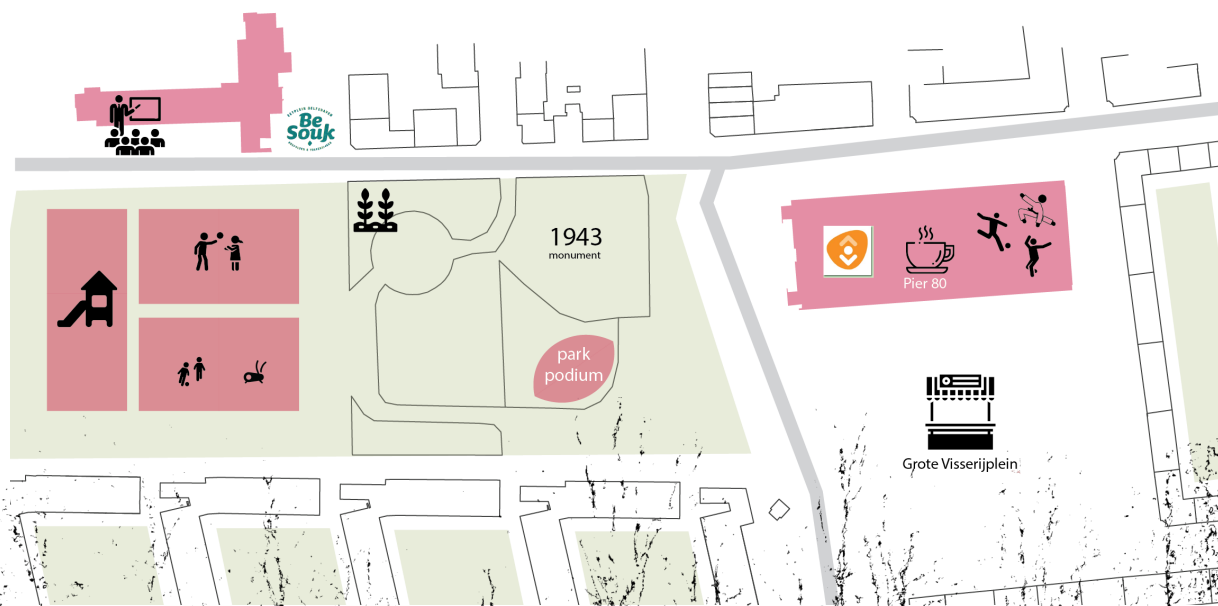 Be
Souk
1943
monument
Pier 80
park
podium
Grote Visserijplein